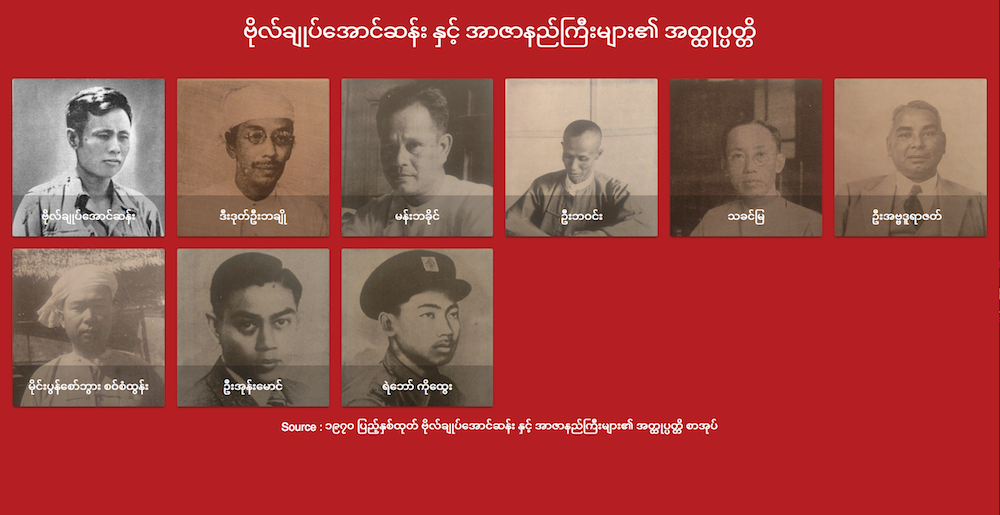 ဗိုလ်ချုပ်အောင်ဆန်း နှင့် အာဇာနည်ကြီးများ၏ အတ္ထုပ္ပတ္တိ
ဗိုလ်ချုပ်အောင်ဆန်း
ဒီးဒုတ်ဦးဘချို
မန်းဘခိုင်
ဦးဘဝင်း
သခင်မြ
ဦးအဗ္ဗဒူရာဇတ်
မိုင်းပွန်စော်ဘွား စဝ်စံထွန်း
ဦးအုန်းမောင်
ရဲဘော် ကိုထွေး
Source : ၁၉၇၀ ပြည့်နှစ်ထုတ် ဗိုလ်ချုပ်အောင်ဆန်း နှင့် အာဇာနည်ကြီးများ၏ အတ္ထုပ္ပတ္တိ စာအုပ်